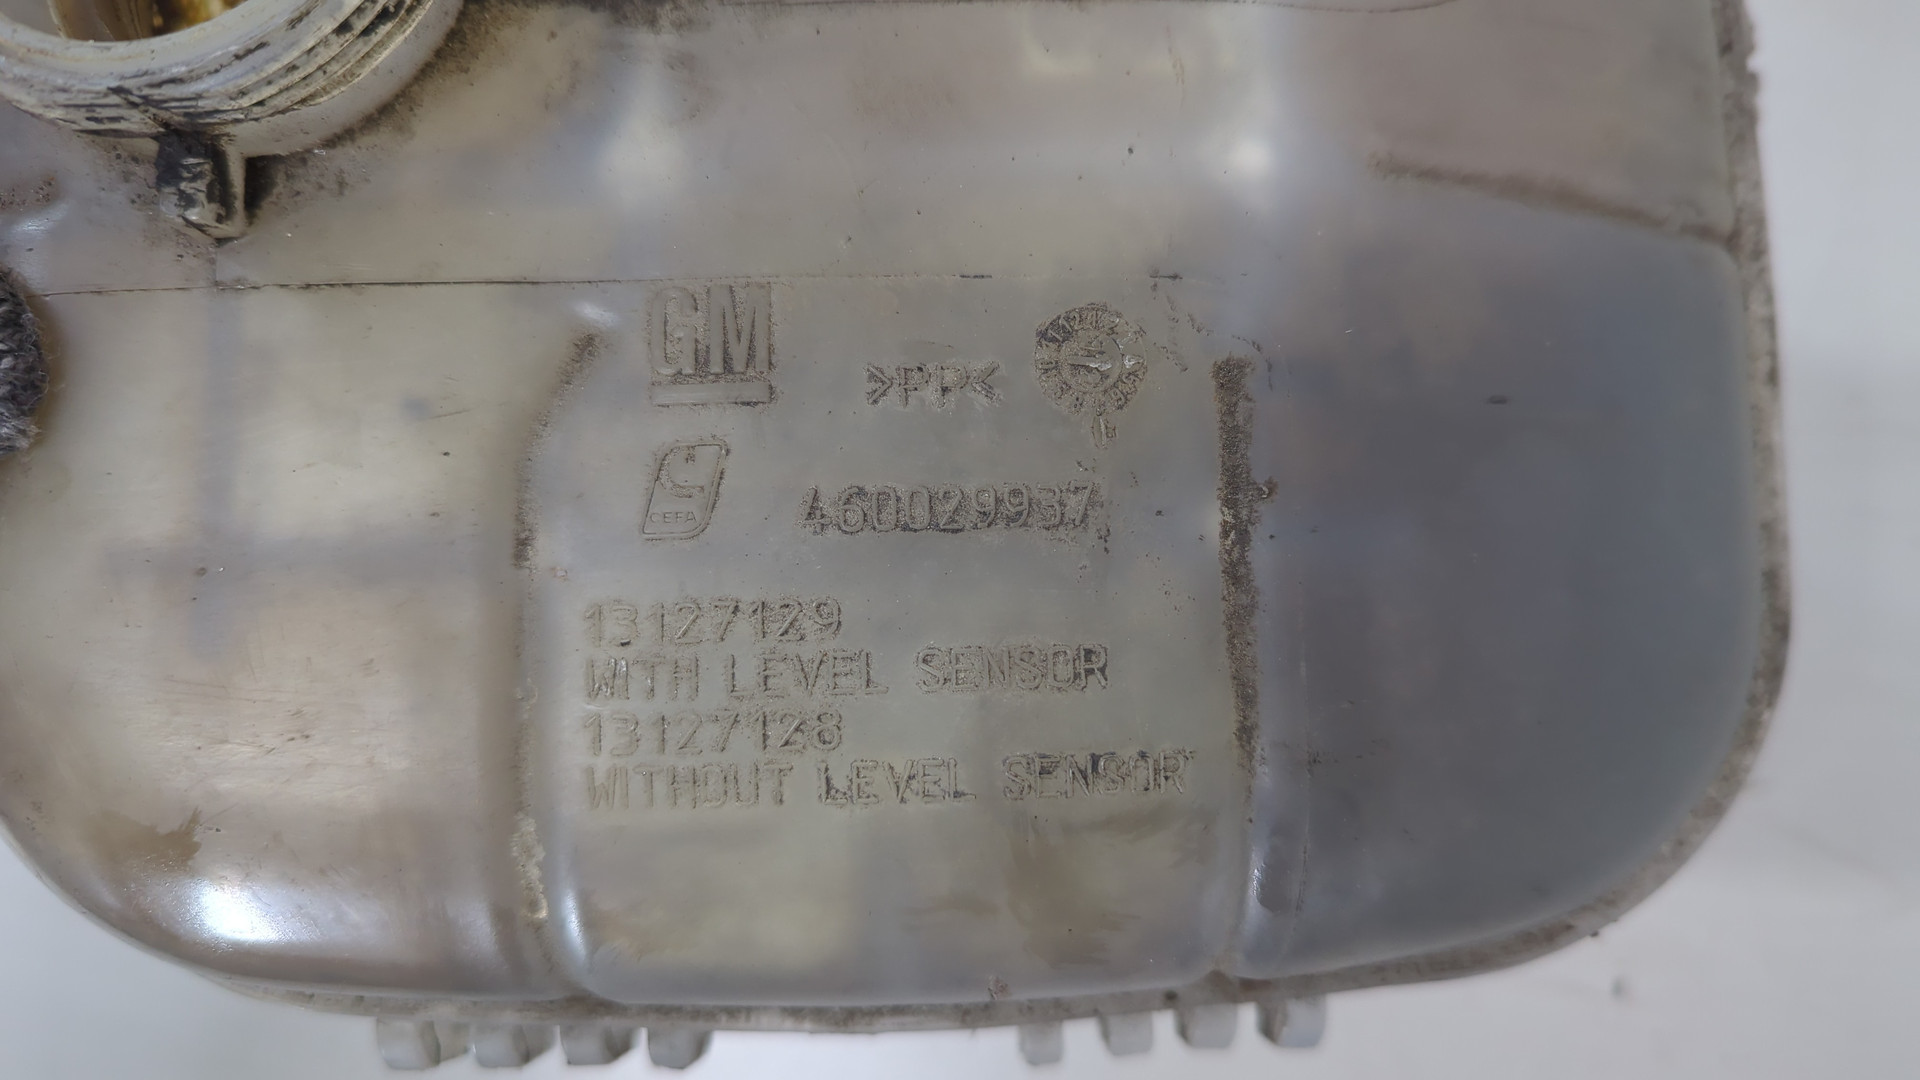 GM
>PP<
CEFA
460029937
13127129
WITH LEVEL SENSOR
13127128
WITHOUT LEVEL SENSOR